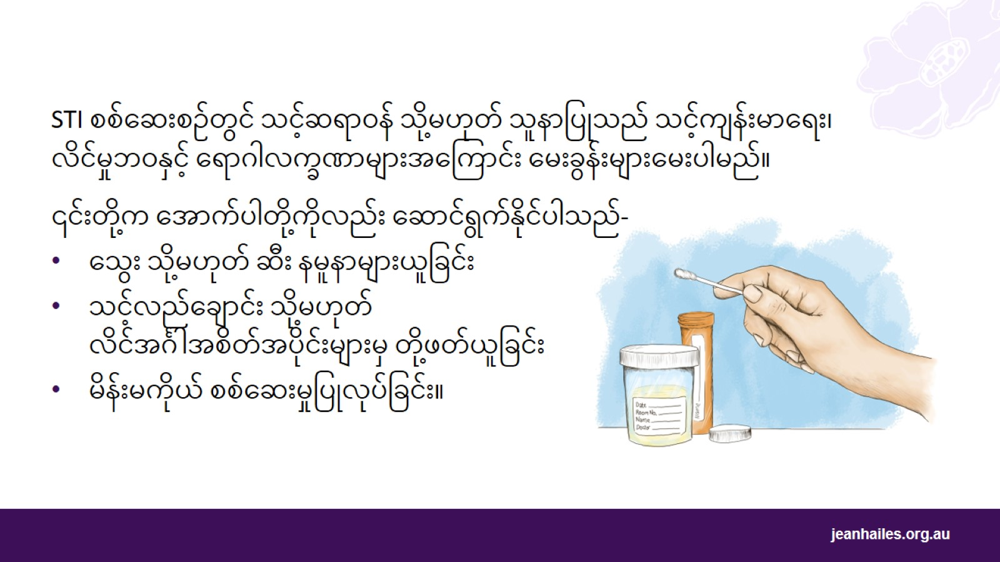 STI စစ်ဆေးစဉ်တွင် သင့်ဆရာဝန် သို့မဟုတ် သူနာပြုသည် သင့်ကျန်းမာရေး၊
လိင်မှုဘဝနှင့် ရောဂါလက္ခဏာများအကြောင်း မေးခွန်းများမေးပါမည်။
၎င်းတို့က အောက်ပါတို့ကိုလည်း ဆောင်ရွက်နိုင်ပါသည်-
• သွေး သို့မဟုတ် ဆီး နမူနာများယူခြင်း
• သင့်လည်ချောင်း သို့မဟုတ်
လိင်အင်္ဂါအစိတ်အပိုင်းများမှ တို့ဖတ်ယူခြင်း
• မိန်းမကိုယ် စစ်ဆေးမှုပြုလုပ်ခြင်း။
Date
Room No.
Name
Doctor
Name
jeanhailes.org.au